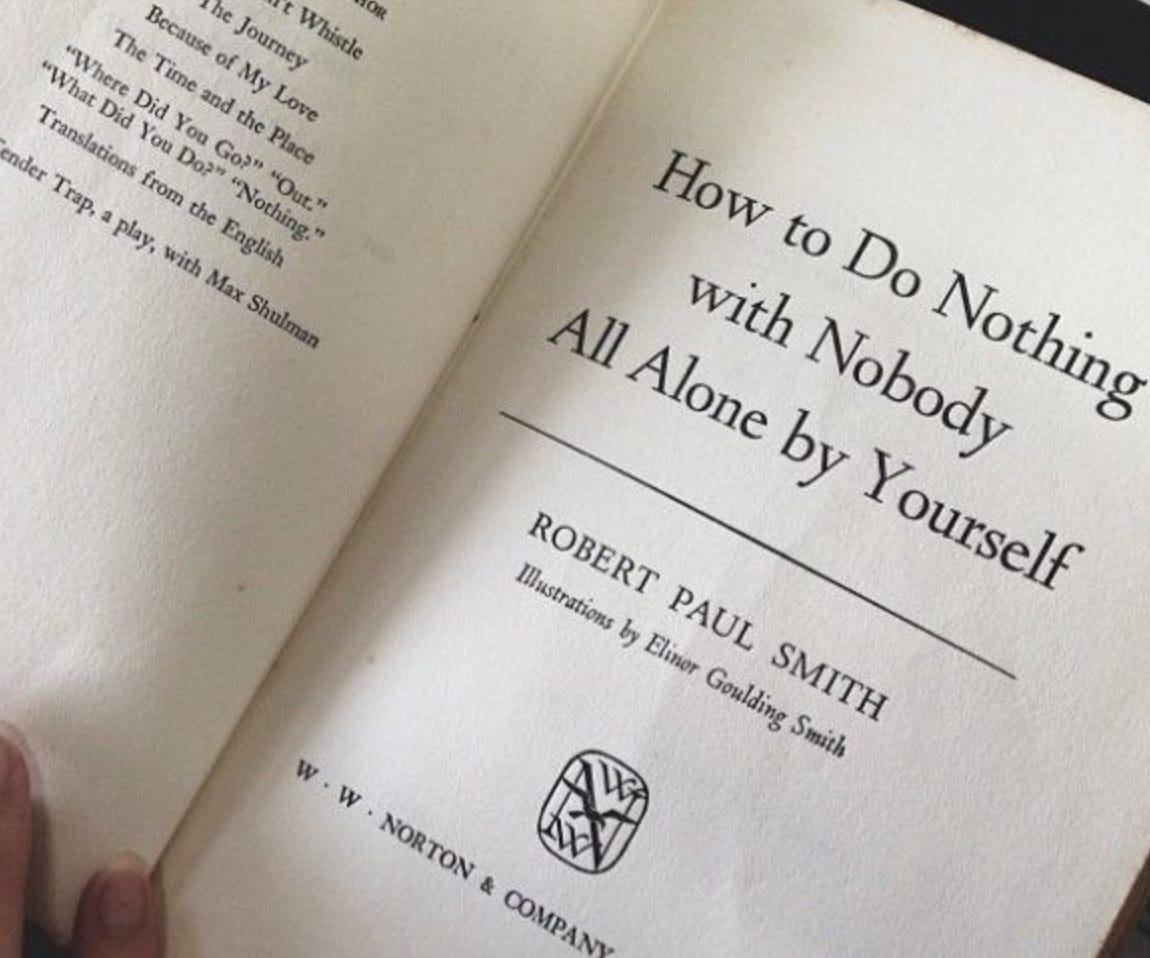 n't Whistle
The Journey
Because of My Love
The Time and the Place
“Where Did You Go?” “Out.”
“What Did You Do?” “Nothing.”
Translations from the English
ender Trap, a play, with Max Shulman
How to Do Nothing
with Nobody
All Alone by Yourself
ROBERT PAUL SMITH
Illustrations by Elinor Goulding Smith
W · W · NORTON & COMPANY